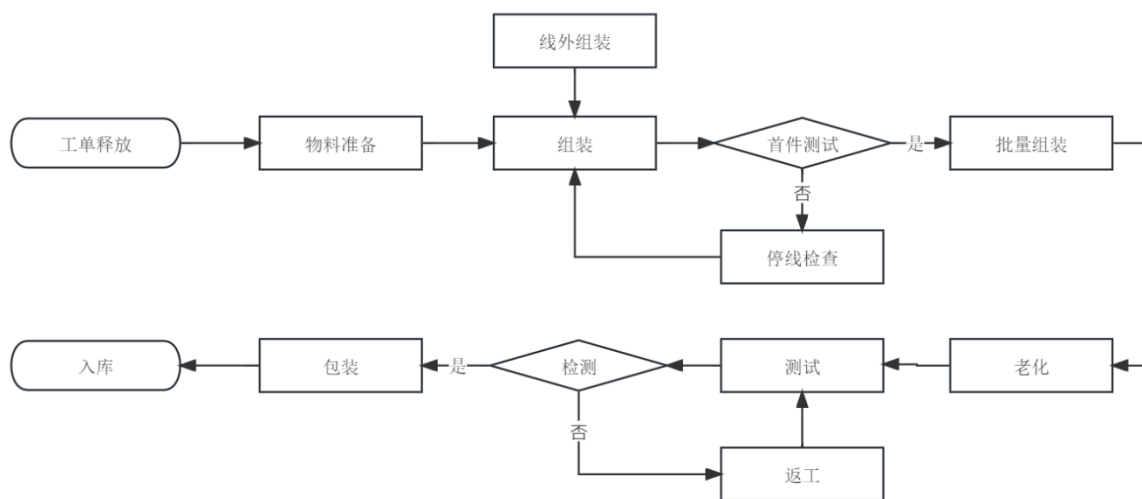 线外组装
工单释放
物料准备
组装
首件测试
是
批量组装
否
停线检查
入库
包装
是
检测
测试
老化
否
返工